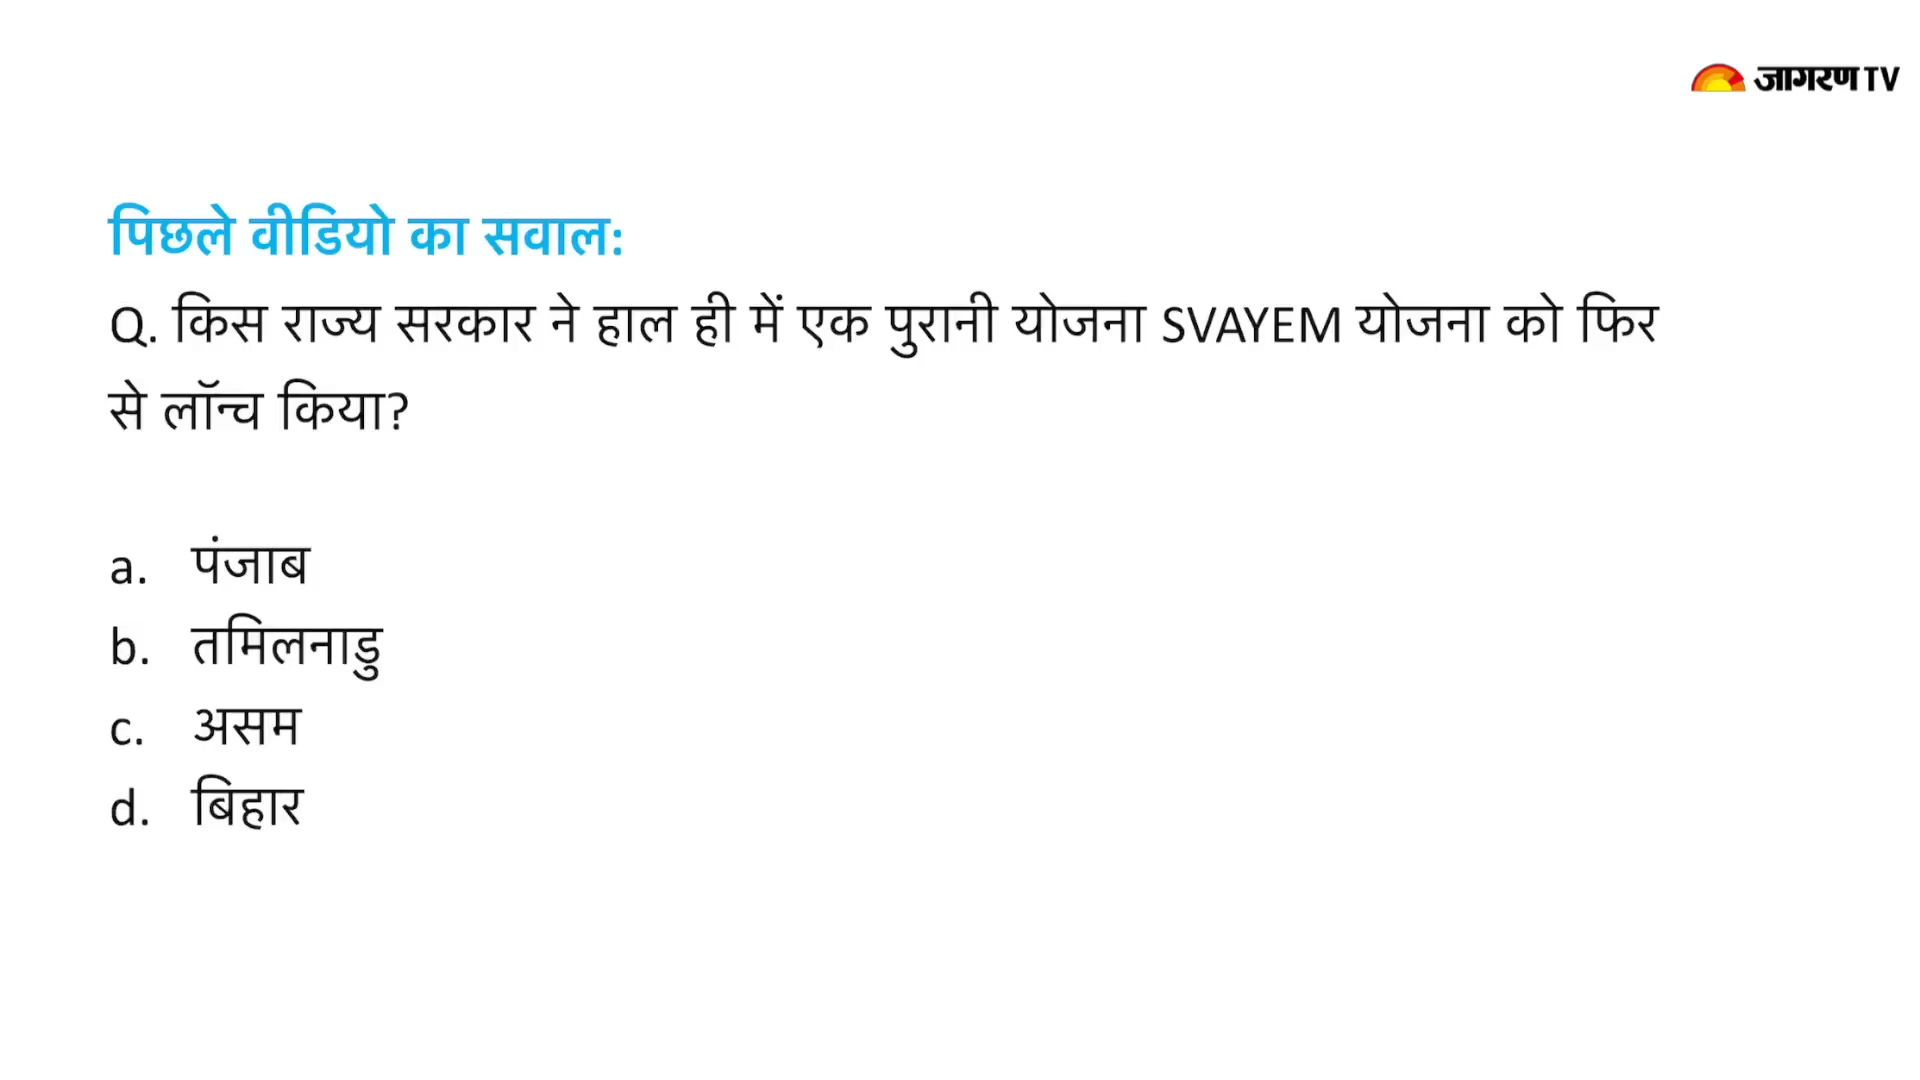 जागरण TV
पिछले वीडियो का सवाल:
Q. किस राज्य सरकार ने हाल ही में एक पुरानी योजना SVAYEM योजना को फिर
से लॉन्च किया?
a. पंजाब
b. तमिलनाडु
c. असम
d. बिहार